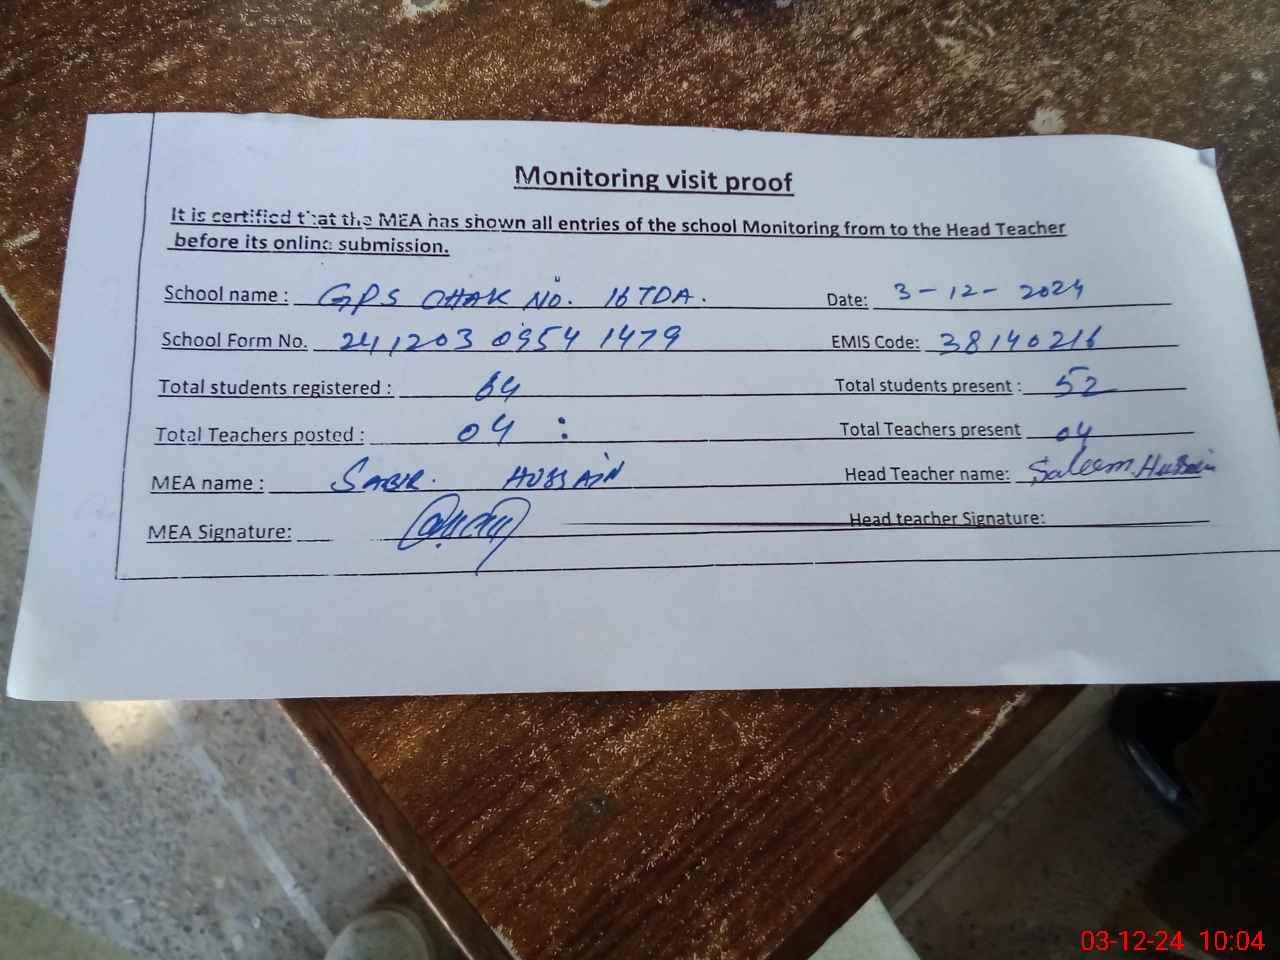 Monitoring visit proof
It is certified that the MEA has shown all entries of the school Monitoring from to the Head Teacher
before its online submission.
School name : GPS CHAK NO. 16 TDA. Date: 3-12-2024
School Form No. 241203 0954 1479 EMIS Code: 38140216
Total students registered : 64 Total students present : 52
Total Teachers posted : 04 : Total Teachers present 04
MEA name : SABIR. HUSSAIN Head Teacher name: Saleem Hussain
MEA Signature: Head teacher Signature:
03-12-24 10:04